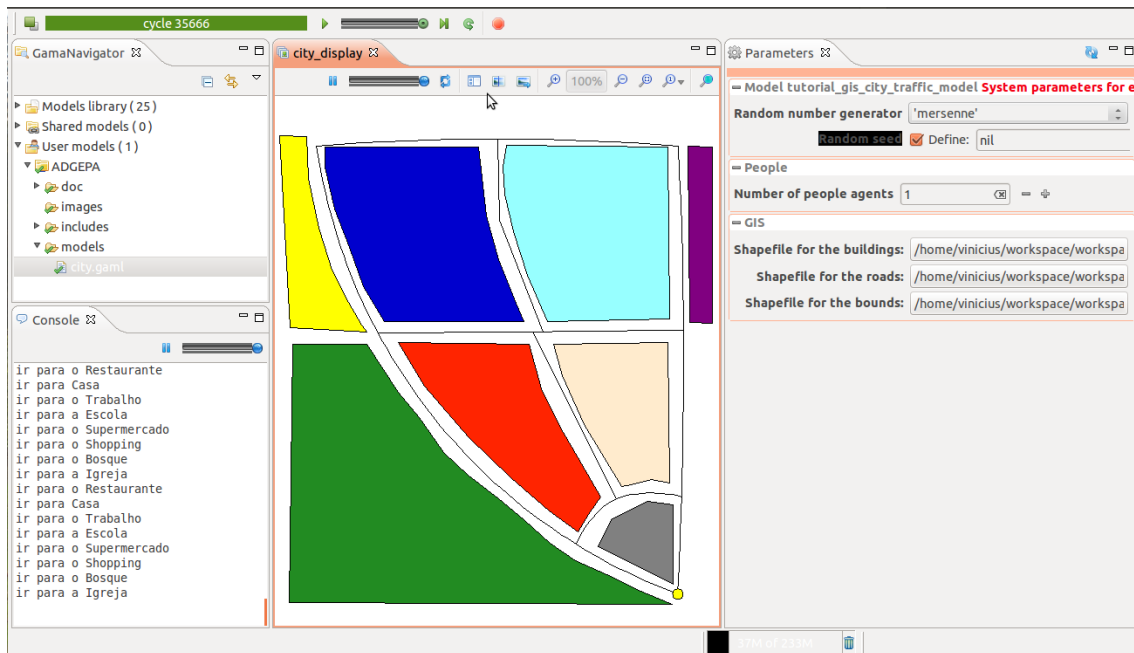 cycle 35666
GamaNavigator
Models library ( 25 )
Shared models ( 0 )
User models ( 1 )
ADGEPA
doc
images
includes
models
city.gaml
Console
ir para o Restaurante
ir para Casa
ir para o Trabalho
ir para a Escola
ir para o Supermercado
ir para o Shopping
ir para o Bosque
ir para a Igreja
ir para o Restaurante
ir para Casa
ir para o Trabalho
ir para a Escola
ir para o Supermercado
ir para o Shopping
ir para o Bosque
ir para a Igreja
city_display
100%
Parameters
Model tutorial_gis_city_traffic_model System parameters for e
Random number generator 'mersenne'
Random seed Define: nil
People
Number of people agents 1
GIS
Shapefile for the buildings: /home/vinicius/workspace/workspa
Shapefile for the roads: /home/vinicius/workspace/workspa
Shapefile for the bounds: /home/vinicius/workspace/workspa
37M of 233M